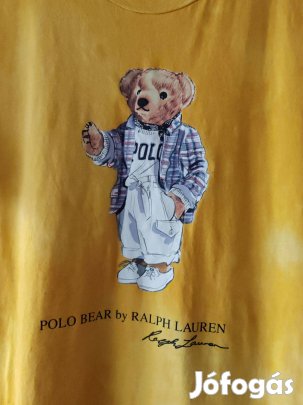 POLO
POLO BEAR by RALPH LAUREN
Ralph Lauren
Jófogás